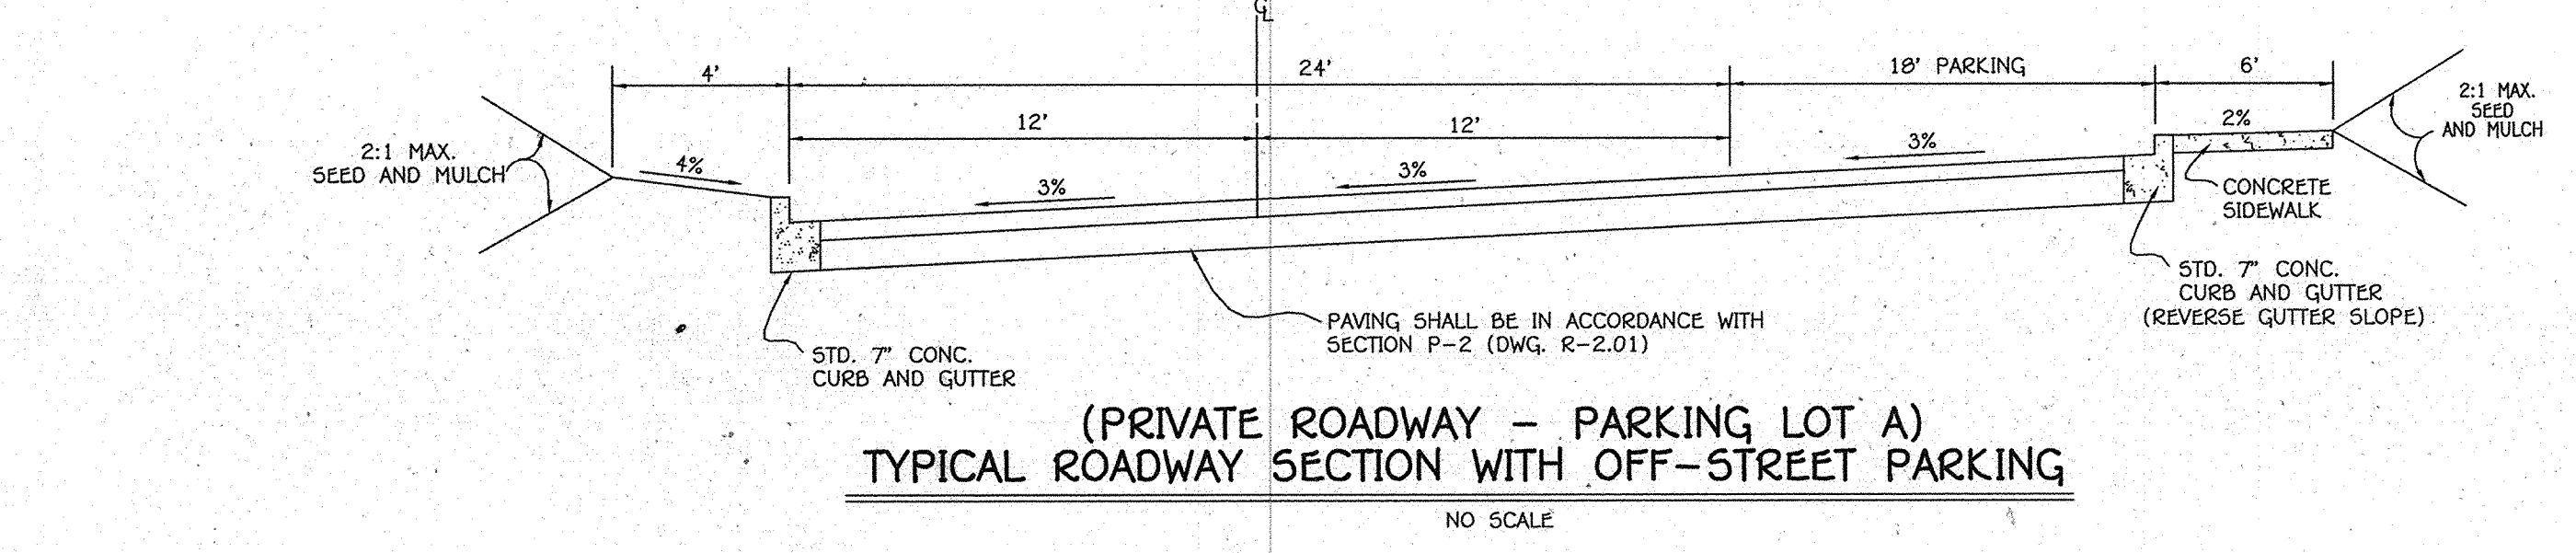 ℄
4'
24'
18' PARKING
6'
12'
12'
2:1 MAX.
SEED AND MULCH
4%
3%
3%
3%
2%
2:1 MAX.
SEED
AND MULCH
CONCRETE
SIDEWALK
STD. 7" CONC.
CURB AND GUTTER
(REVERSE GUTTER SLOPE)
PAVING SHALL BE IN ACCORDANCE WITH
SECTION P-2 (DWG. R-2.01)
STD. 7" CONC.
CURB AND GUTTER
(PRIVATE ROADWAY - PARKING LOT A)
TYPICAL ROADWAY SECTION WITH OFF-STREET PARKING
NO SCALE